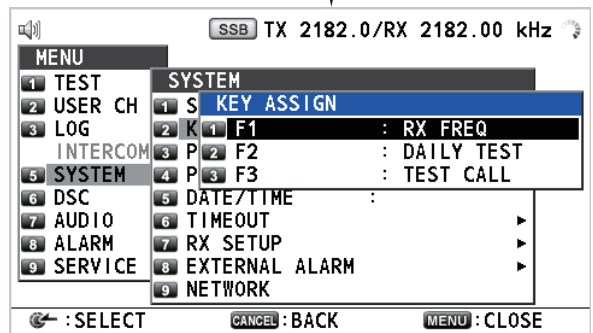 SSB TX 2182.0/RX 2182.00 kHz
MENU
1 TEST
2 USER CH
3 LOG
INTERCOM
5 SYSTEM
6 DSC
7 AUDIO
8 ALARM
9 SERVICE
SYSTEM
1 S
2 K
3 P
4 P
5 DATE/TIME :
6 TIMEOUT
7 RX SETUP
8 EXTERNAL ALARM
9 NETWORK
KEY ASSIGN
1 F1 : RX FREQ
2 F2 : DAILY TEST
3 F3 : TEST CALL
: SELECT CANCEL : BACK MENU : CLOSE